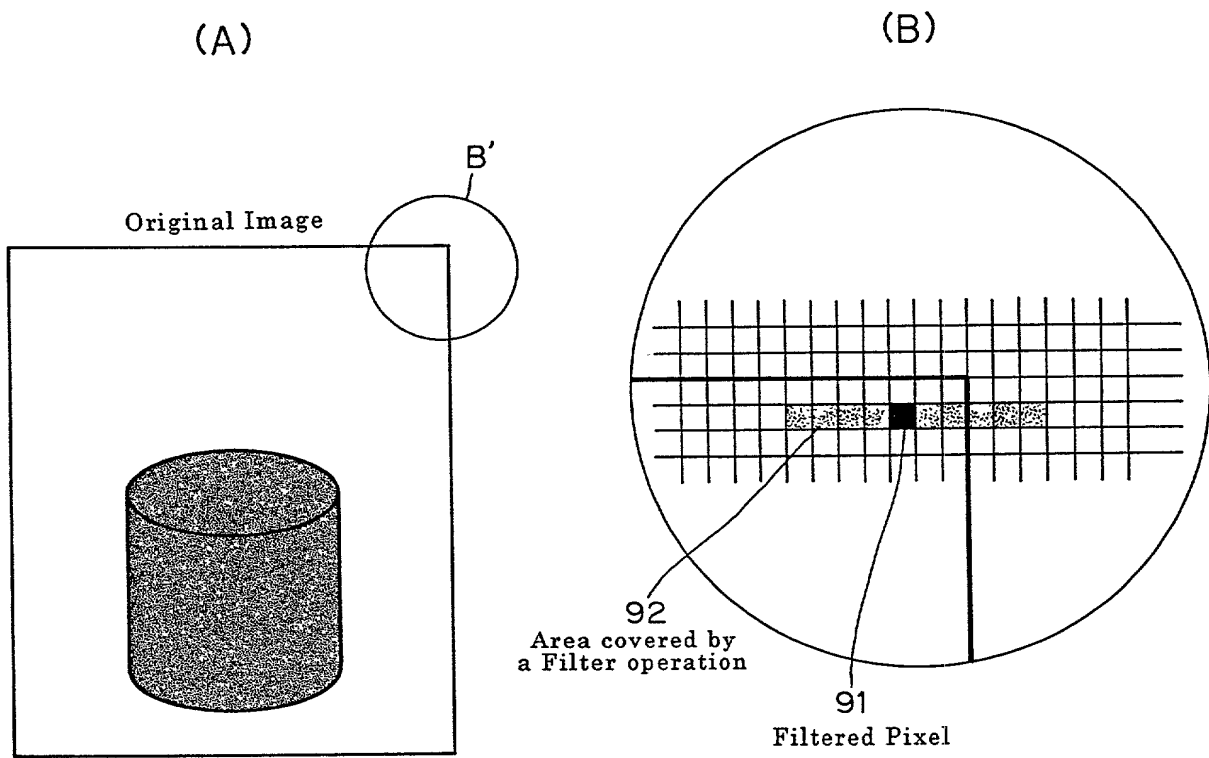 (A)
(B)
B'
Original Image
92
Area covered by
a Filter operation
91
Filtered Pixel